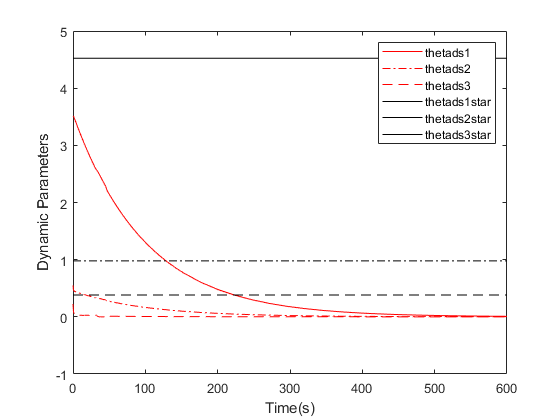 5
4
3
2
1
0
-1
Dynamic Parameters
0
100
200
300
400
500
600
Time(s)
thetads1
thetads2
thetads3
thetads1star
thetads2star
thetads3star